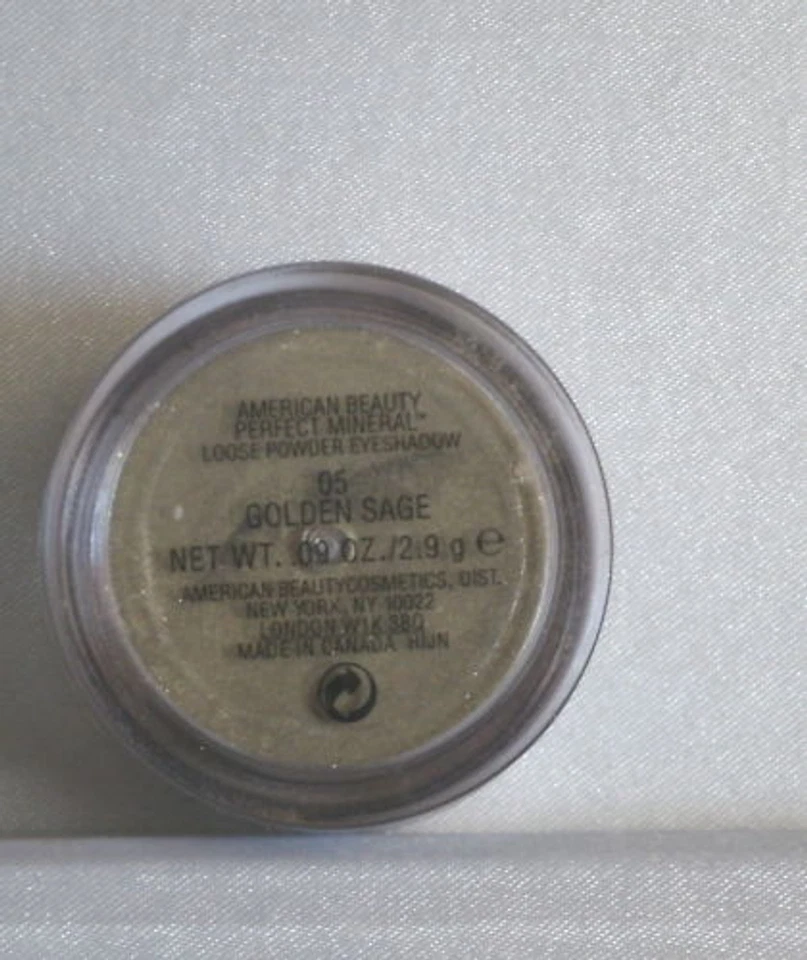 AMERICAN BEAUTY
PERFECT MINERAL™
LOOSE POWDER EYESHADOW
05
GOLDEN SAGE
NET WT. .09 OZ./2.9 g ℮
AMERICAN BEAUTYCOSMETICS, DIST.
NEW YORK, NY 10022
LONDON W1K 3BQ
MADE IN CANADA HIJN